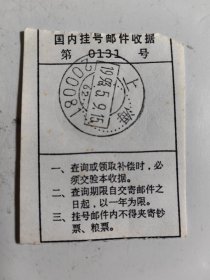 国内挂号邮件收据
第 0131 号
上海
200008
一、查询或领取补偿时，必
须交验本收据。
二、查询期限自交寄邮件之
日起，以一年为限。
三、挂号邮件内不得夹寄钞
票、粮票。